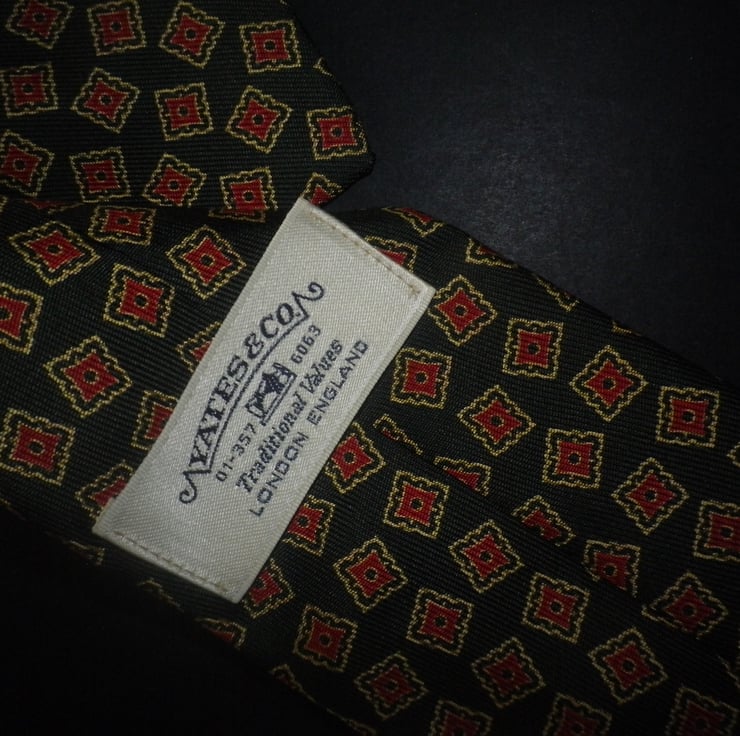 YATES & CO.
01-357 6063
Traditional Values
LONDON ENGLAND